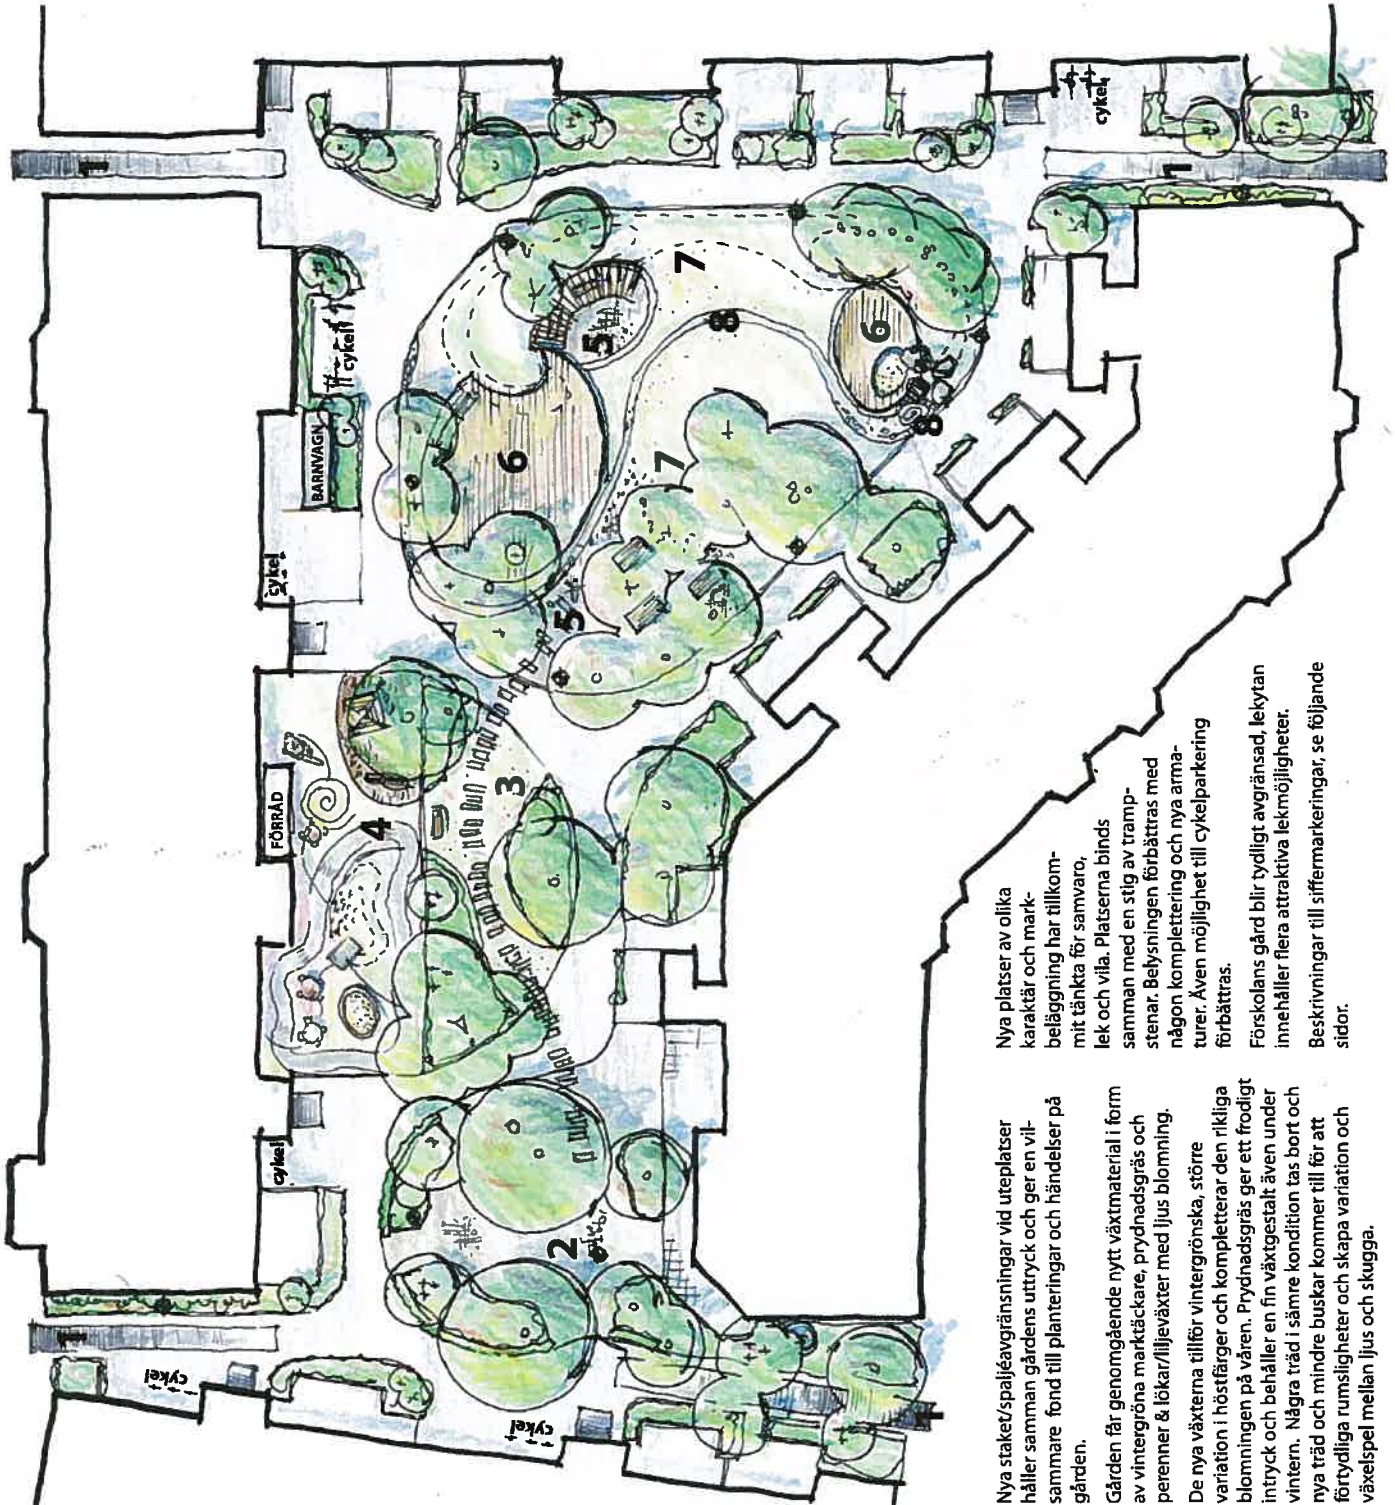 1
cykel
BARNVAGN
cykel
cykel
FÖRRÅD
cykel
cykel
cykel
1
1
2
3
4
5
5
6
6
7
7
8
8
Nya staket/spaljéavgränsningar vid uteplatser
håller samman gårdens uttryck och ger en vil-
sammare fond till planteringar och händelser på
gården.
Gården får genomgående nytt växtmaterial i form
av vintergröna marktäckare, prydnadsgräs och
perenner & lökar/liljeväxter med ljus blomning.
De nya växterna tillför vintergrönska, större
variation i höstfärger och kompletterar den rikliga
blomningen på våren. Prydnadsgräs ger ett frodigt
intryck och behåller en fin växtgestalt även under
vintern. Några träd i sämre kondition tas bort och
nya träd och mindre buskar kommer till för att
förtydliga rumsligheter och skapa variation och
växelspel mellan ljus och skugga.
Nya platser av olika
karaktär och mark-
beläggning har tillkom-
mit tänkta för samvaro,
lek och vila. Platserna binds
samman med en stig av tramp-
stenar. Belysningen förbättras med
någon komplettering och nya arma-
turer. Även möjlighet till cykelparkering
förbättras.
Förskolans gård blir tydligt avgränsad, lekytan
innehåller flera attraktiva lekmöjligheter.
Beskrivningar till siffermarkeringar, se följande
sidor.